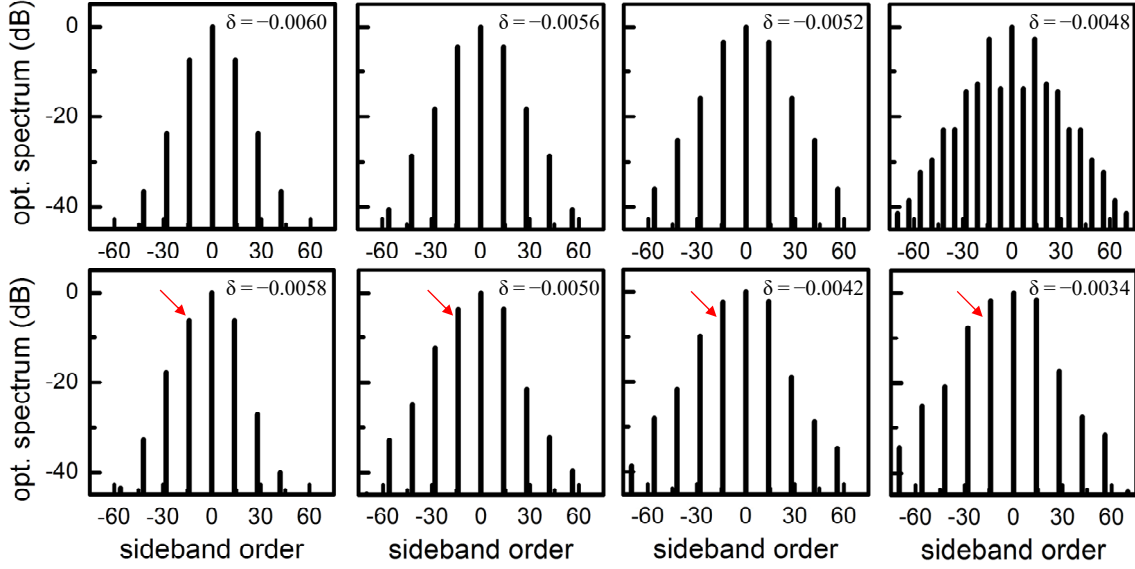 opt. spectrum (dB)
0
-20
-40
δ = −0.0060
δ = −0.0056
δ = −0.0052
δ = −0.0048
-60 -30 0 30 60
-60 -30 0 30 60
-60 -30 0 30 60
-60 -30 0 30 60
opt. spectrum (dB)
0
-20
-40
δ = −0.0058
δ = −0.0050
δ = −0.0042
δ = −0.0034
-60 -30 0 30 60
-60 -30 0 30 60
-60 -30 0 30 60
-60 -30 0 30 60
sideband order
sideband order
sideband order
sideband order